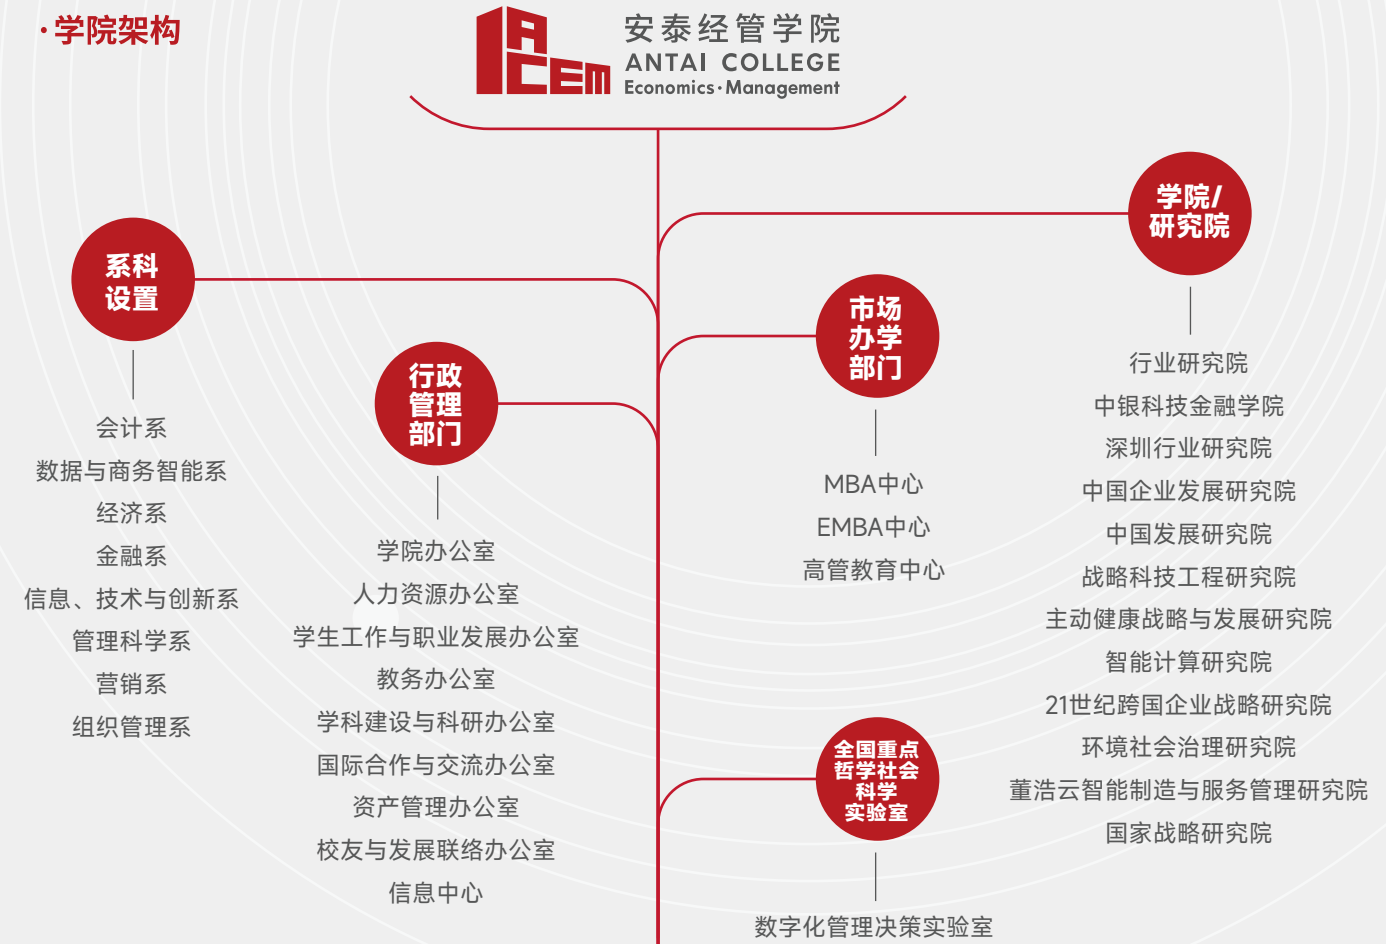 ·学院架构
ACEM
安泰经管学院
ANTAI COLLEGE
Economics·Management
系科
设置
会计系
数据与商务智能系
经济系
金融系
信息、技术与创新系
管理科学系
营销系
组织管理系
行政
管理
部门
学院办公室
人力资源办公室
学生工作与职业发展办公室
教务办公室
学科建设与科研办公室
国际合作与交流办公室
资产管理办公室
校友与发展联络办公室
信息中心
市场
办学
部门
MBA中心
EMBA中心
高管教育中心
全国重点
哲学社会
科学
实验室
数字化管理决策实验室
学院/
研究院
行业研究院
中银科技金融学院
深圳行业研究院
中国企业发展研究院
中国发展研究院
战略科技工程研究院
主动健康战略与发展研究院
智能计算研究院
21世纪跨国企业战略研究院
环境社会治理研究院
董浩云智能制造与服务管理研究院
国家战略研究院